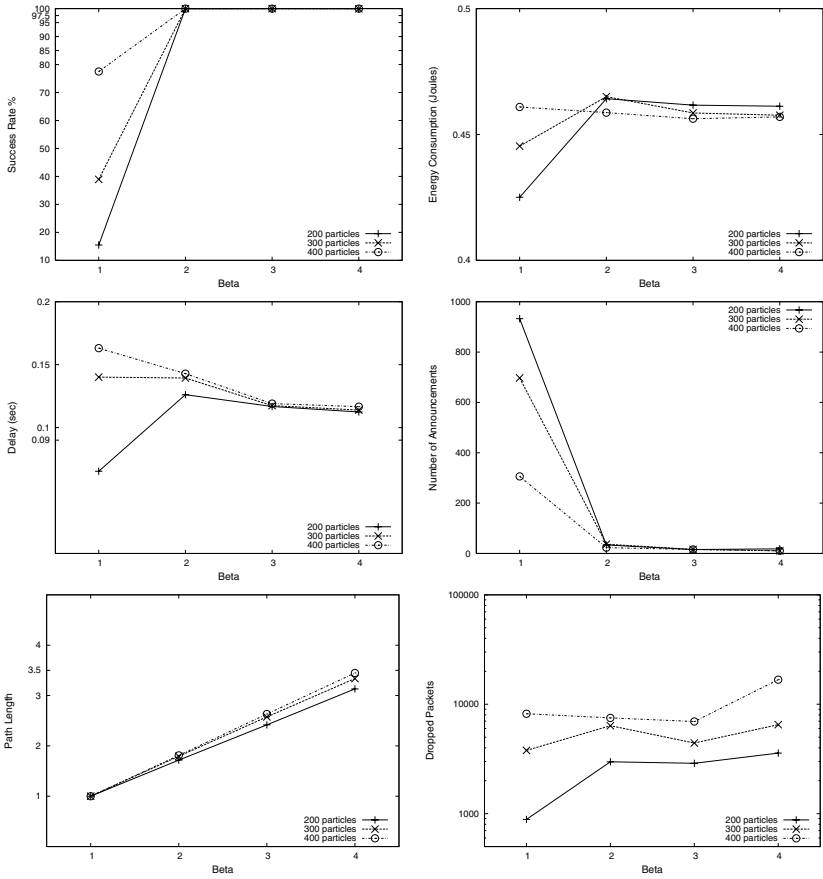 100
97.5
90
80
70
60
50
40
30
20
10
Success Rate %
1 2 3 4
Beta
200 particles
300 particles
400 particles
0.5
0.45
0.4
Energy Consumption (Joules)
1 2 3 4
Beta
200 particles
300 particles
400 particles
0.2
0.15
0.1
0.09
Delay (sec)
1 2 3 4
Beta
200 particles
300 particles
400 particles
1000
800
600
400
200
0
Number of Announcements
1 2 3 4
Beta
200 particles
300 particles
400 particles
4
3.5
3
2
1
Path Length
1 2 3 4
Beta
200 particles
300 particles
400 particles
100000
10000
1000
Dropped Packets
1 2 3 4
Beta
200 particles
300 particles
400 particles